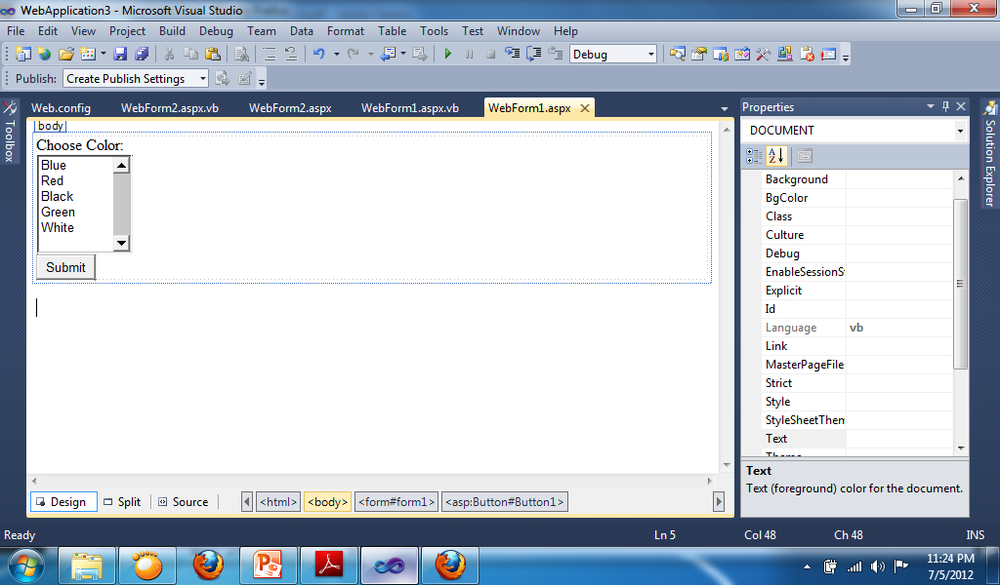 WebApplication3 - Microsoft Visual Studio
File Edit View Project Build Debug Team Data Format Table Tools Test Window Help
Debug
Publish: Create Publish Settings
Web.config WebForm2.aspx.vb WebForm2.aspx WebForm1.aspx.vb WebForm1.aspx
Toolbox
body
Choose Color:
Blue
Red
Black
Green
White
Submit
Design Split Source <html> <body> <form#form1> <asp:Button#Button1>
Properties
DOCUMENT
Background
BgColor
Class
Culture
Debug
EnableSessionS
Explicit
Id
Language vb
Link
MasterPageFile
Strict
Style
StyleSheetThem
Text
Theme
Text
Text (foreground) color for the document.
Solution Explorer
Ready Ln 5 Col 48 Ch 48 INS
11:24 PM
7/5/2012